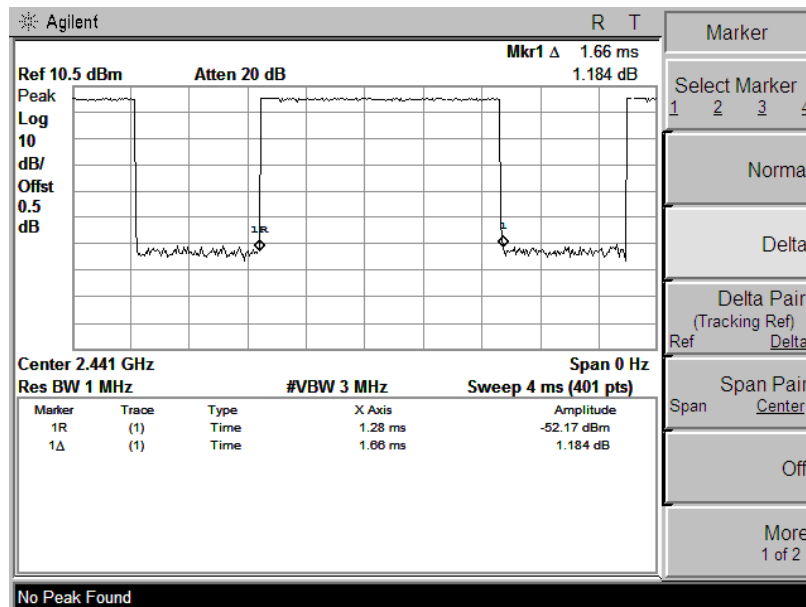 Agilent R T
Mkr1 Δ 1.66 ms
Ref 10.5 dBm Atten 20 dB 1.184 dB
Peak
Log
10
dB/
Offst
0.5
dB
1R
1
Center 2.441 GHz Span 0 Hz
Res BW 1 MHz #VBW 3 MHz Sweep 4 ms (401 pts)
Marker Trace Type X Axis Amplitude
1R (1) Time 1.28 ms -52.17 dBm
1Δ (1) Time 1.66 ms 1.184 dB
No Peak Found
Marker
Select Marker
1 2 3 4
Norma
Delta
Delta Pair
(Tracking Ref)
Ref Delta
Span Pair
Span Center
Off
More
1 of 2